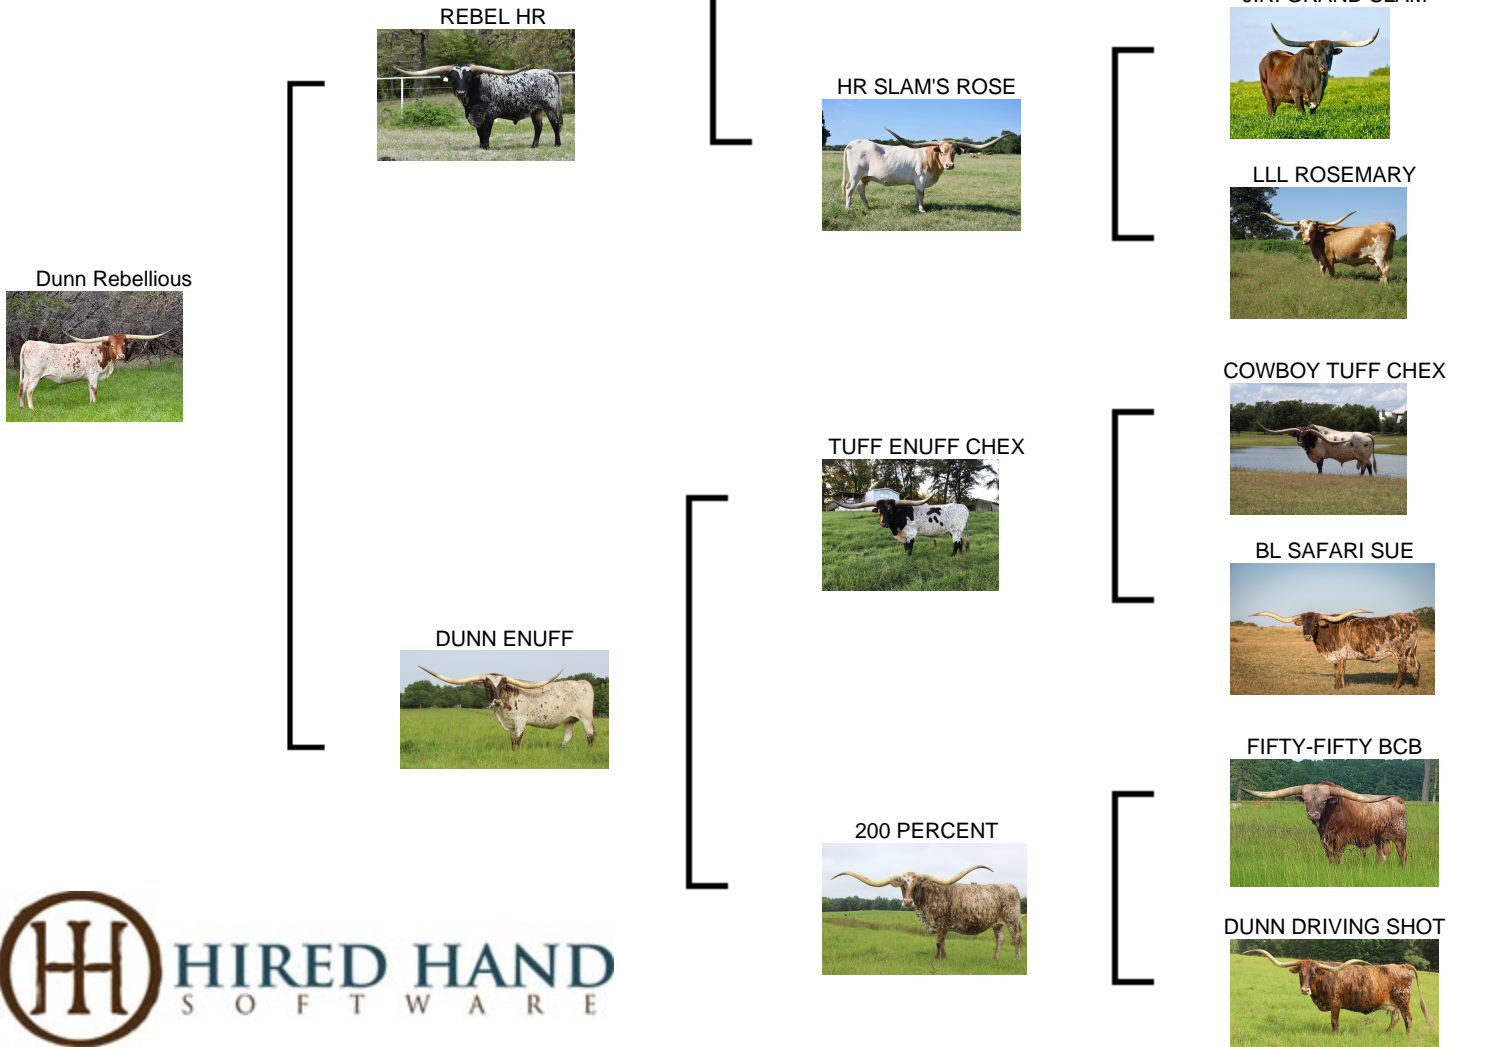 REBEL HR
HR SLAM'S ROSE
LLL ROSEMARY
Dunn Rebellious
COWBOY TUFF CHEX
TUFF ENUFF CHEX
BL SAFARI SUE
DUNN ENUFF
FIFTY-FIFTY BCB
200 PERCENT
DUNN DRIVING SHOT
HIRED HAND
SOFTWARE